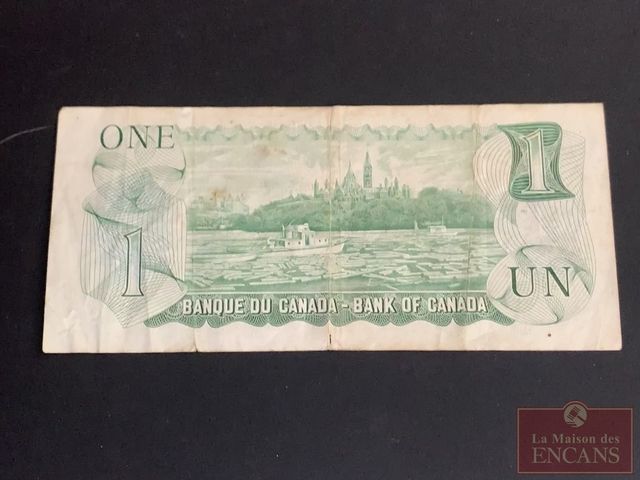 ONE
1
1
BANQUE DU CANADA - BANK OF CANADA
UN
La Maison des
ENCANS